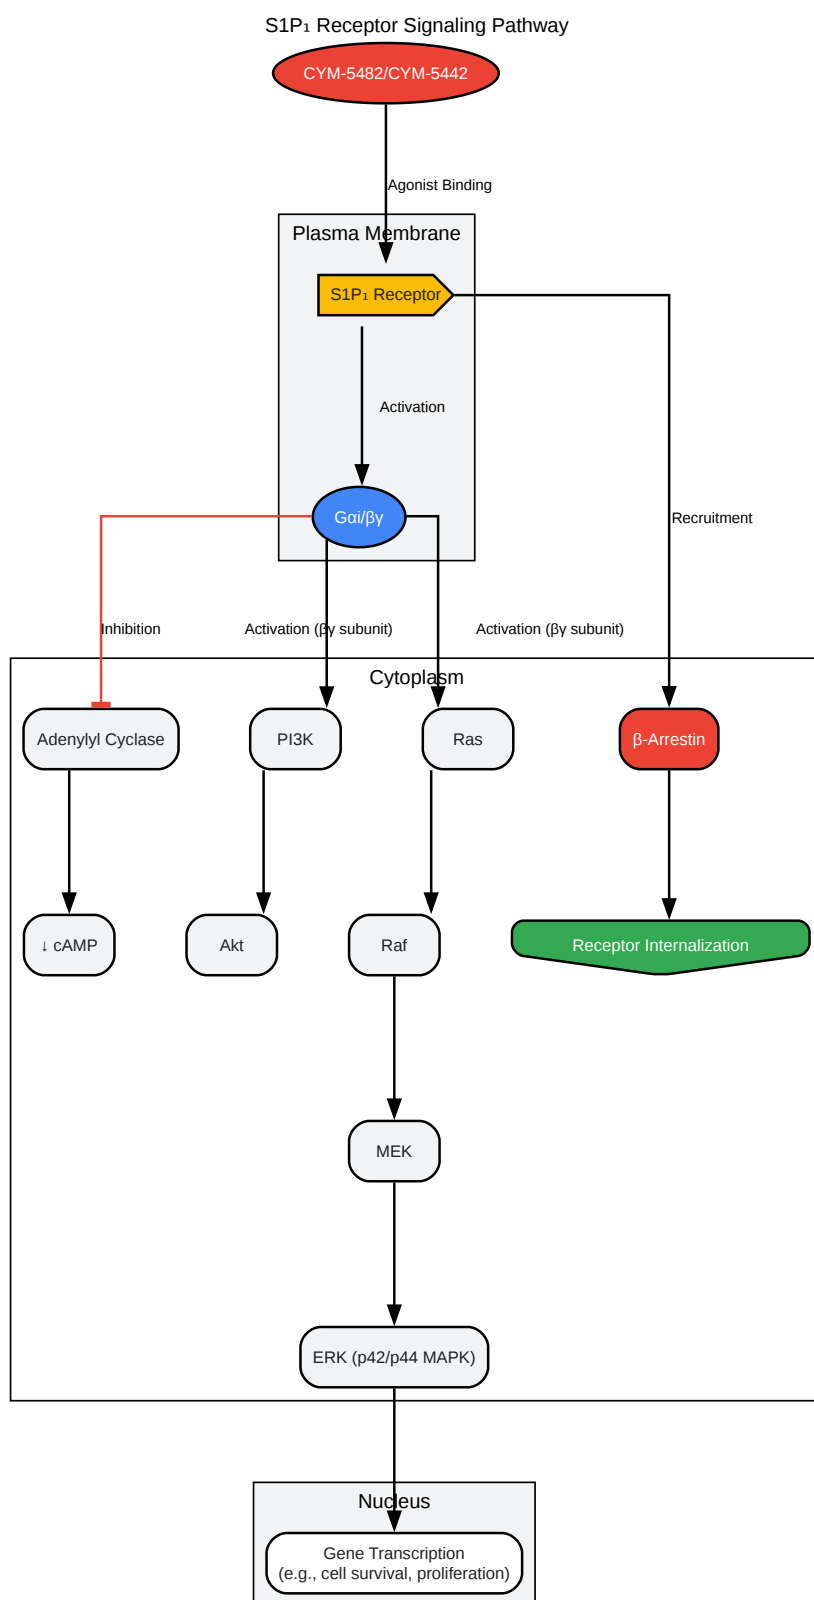 S1P₁ Receptor Signaling Pathway
CYM-5482/CYM-5442
Agonist Binding
Plasma Membrane
S1P₁ Receptor
Activation
Gαi/βγ
Recruitment
Inhibition
Activation (βγ subunit)
Activation (βγ subunit)
Cytoplasm
Adenylyl Cyclase
PI3K
Ras
β-Arrestin
↓ cAMP
Akt
Raf
Receptor Internalization
MEK
ERK (p42/p44 MAPK)
Nucleus
Gene Transcription
(e.g., cell survival, proliferation)